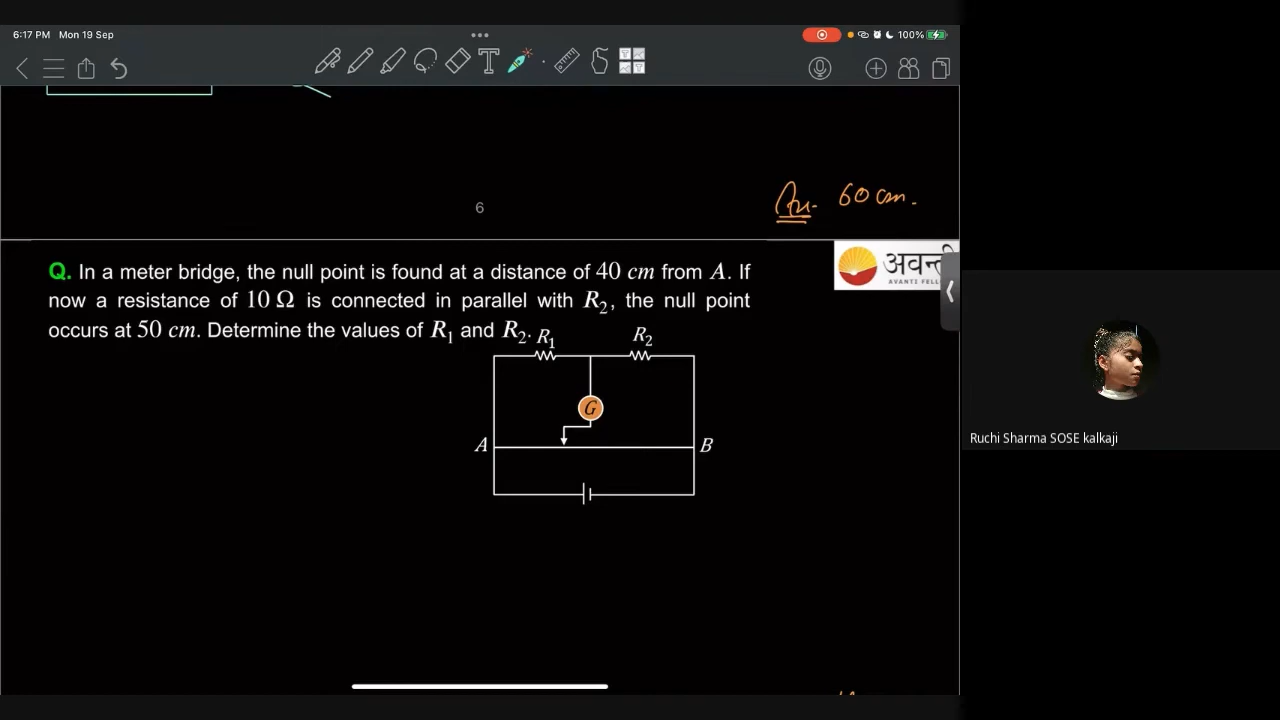 6:17 PM Mon 19 Sep
100%
T
6
Ans. 60 cm.
Q. In a meter bridge, the null point is found at a distance of 40 cm from A. If
now a resistance of 10 Ω is connected in parallel with R₂, the null point
occurs at 50 cm. Determine the values of R₁ and R₂.
AVANTI
R₁ R₂
G
A B
Ruchi Sharma SOSE kalkaji